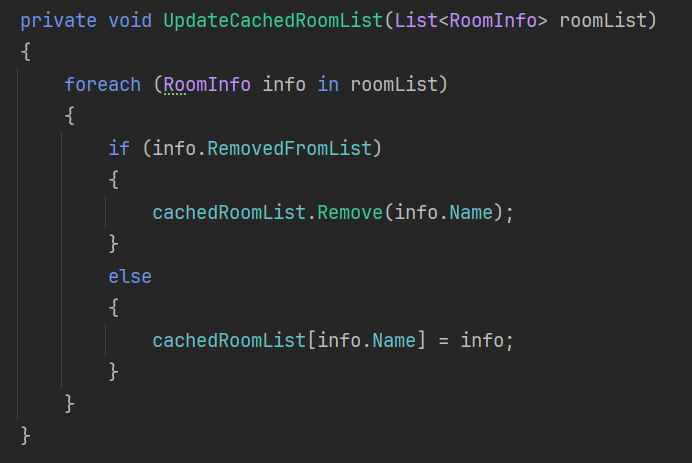 private void UpdateCachedRoomList(List<RoomInfo> roomList)
{
    foreach (RoomInfo info in roomList)
    {
        if (info.RemovedFromList)
        {
            cachedRoomList.Remove(info.Name);
        }
        else
        {
            cachedRoomList[info.Name] = info;
        }
    }
}